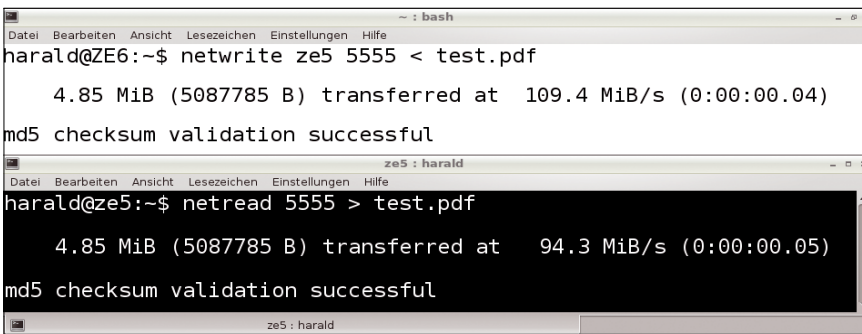 ~ : bash
Datei Bearbeiten Ansicht Lesezeichen Einstellungen Hilfe
harald@ZE6:~$ netwrite ze5 5555 < test.pdf
4.85 MiB (5087785 B) transferred at 109.4 MiB/s (0:00:00.04)
md5 checksum validation successful
ze5 : harald
Datei Bearbeiten Ansicht Lesezeichen Einstellungen Hilfe
harald@ze5:~$ netread 5555 > test.pdf
4.85 MiB (5087785 B) transferred at 94.3 MiB/s (0:00:00.05)
md5 checksum validation successful
ze5 : harald